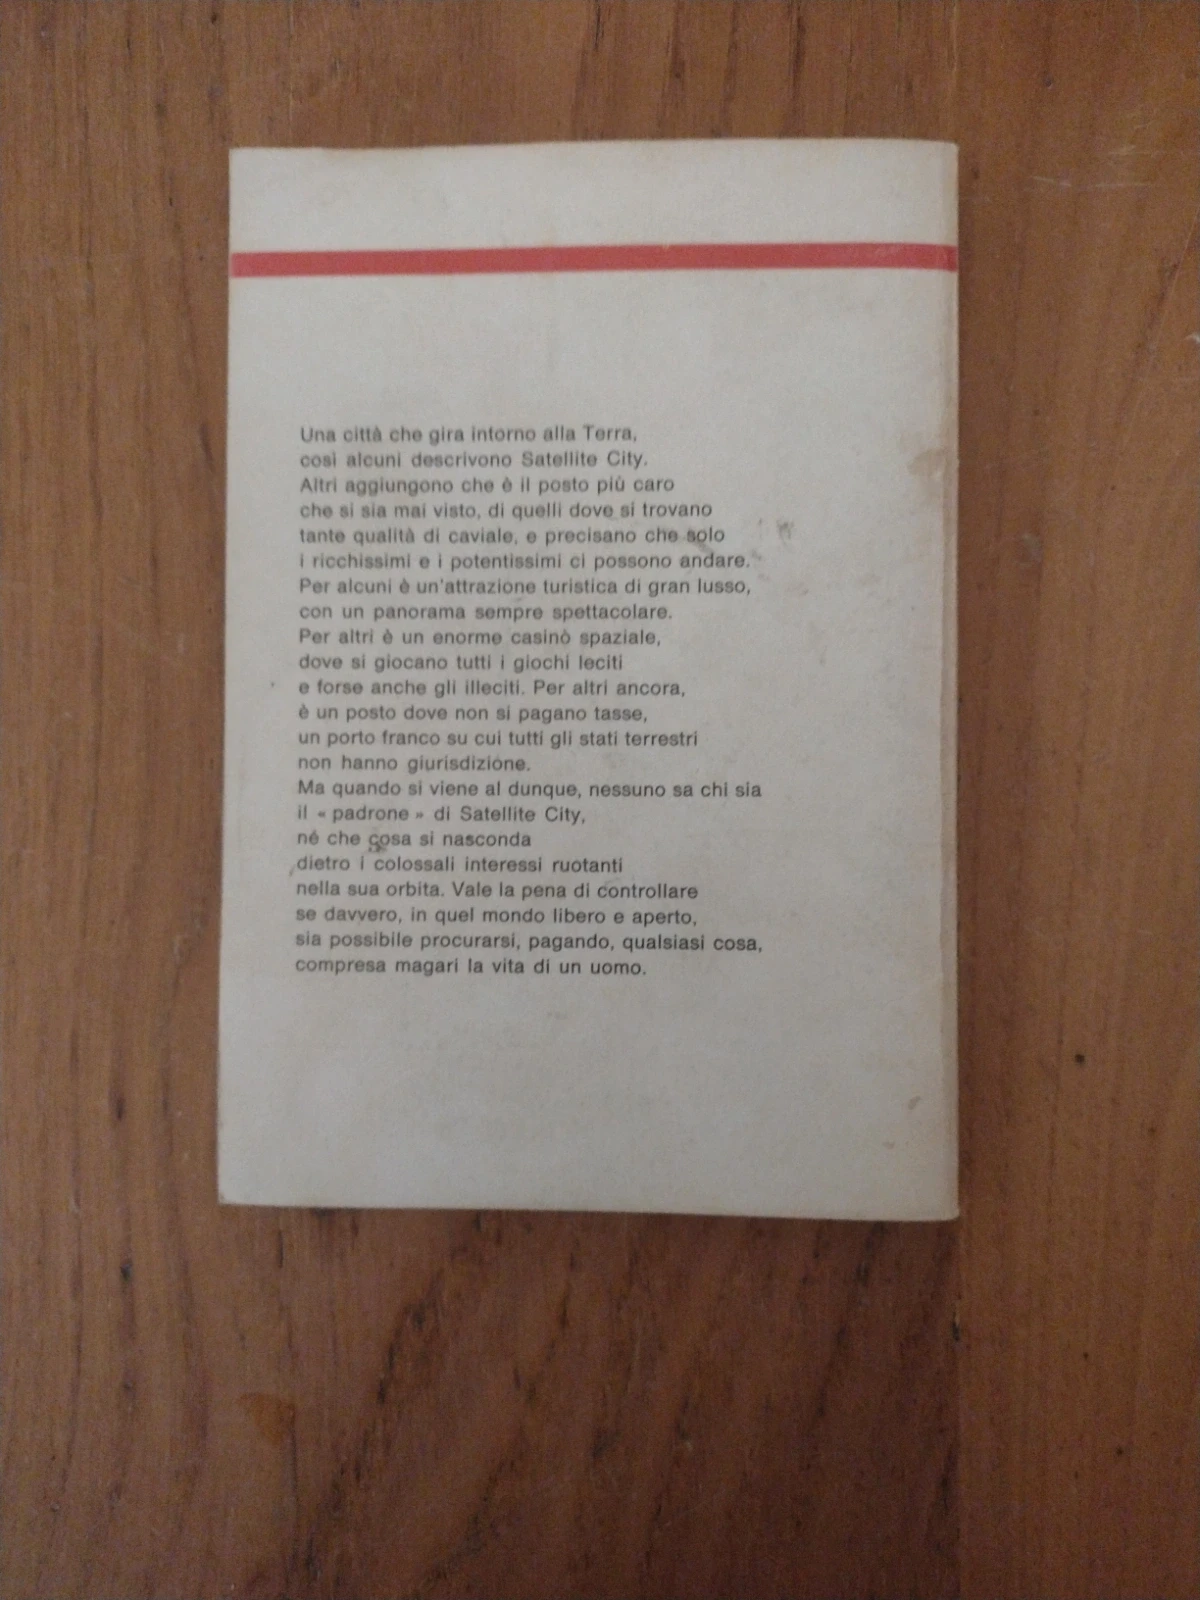 Una città che gira intorno alla Terra,
così alcuni descrivono Satellite City.
Altri aggiungono che è il posto più caro
che si sia mai visto, di quelli dove si trovano
tante qualità di caviale, e precisano che solo
i ricchissimi e i potentissimi ci possono andare.
Per alcuni è un'attrazione turistica di gran lusso,
con un panorama sempre spettacolare.
Per altri è un enorme casinò spaziale,
dove si giocano tutti i giochi leciti
e forse anche gli illeciti. Per altri ancora,
è un posto dove non si pagano tasse,
un porto franco su cui tutti gli stati terrestri
non hanno giurisdizione.
Ma quando si viene al dunque, nessuno sa chi sia
il « padrone » di Satellite City,
né che cosa si nasconda
dietro i colossali interessi ruotanti
nella sua orbita. Vale la pena di controllare
se davvero, in quel mondo libero e aperto,
sia possibile procurarsi, pagando, qualsiasi cosa,
compresa magari la vita di un uomo.